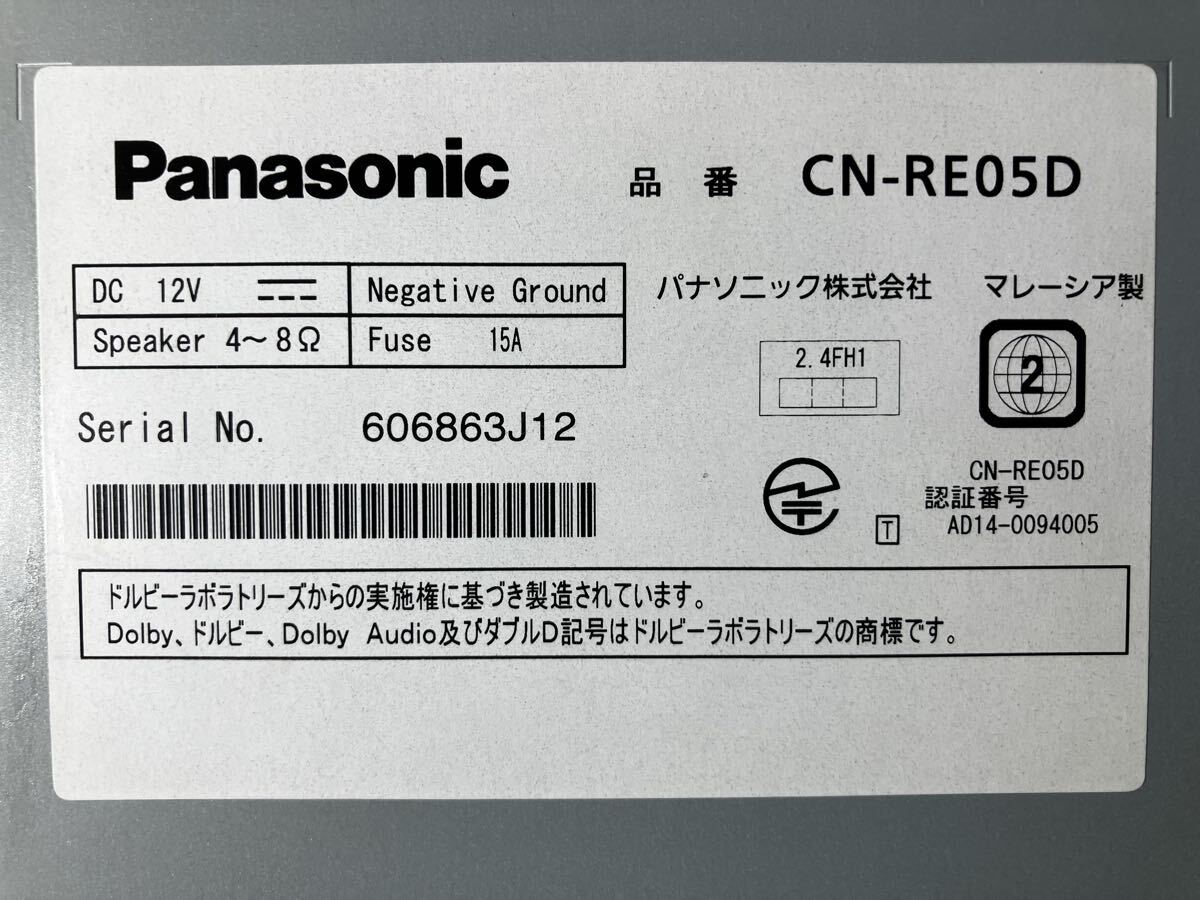 Panasonic 品番 CN-RE05D
DC 12V Negative Ground
Speaker 4~8Ω Fuse 15A
パナソニック株式会社 マレーシア製
2.4FH1
2
Serial No. 606863J12
CN-RE05D
認証番号
T AD14-0094005
ドルビーラボラトリーズからの実施権に基づき製造されています。
Dolby、ドルビー、Dolby Audio及びダブルD記号はドルビーラボラトリーズの商標です。